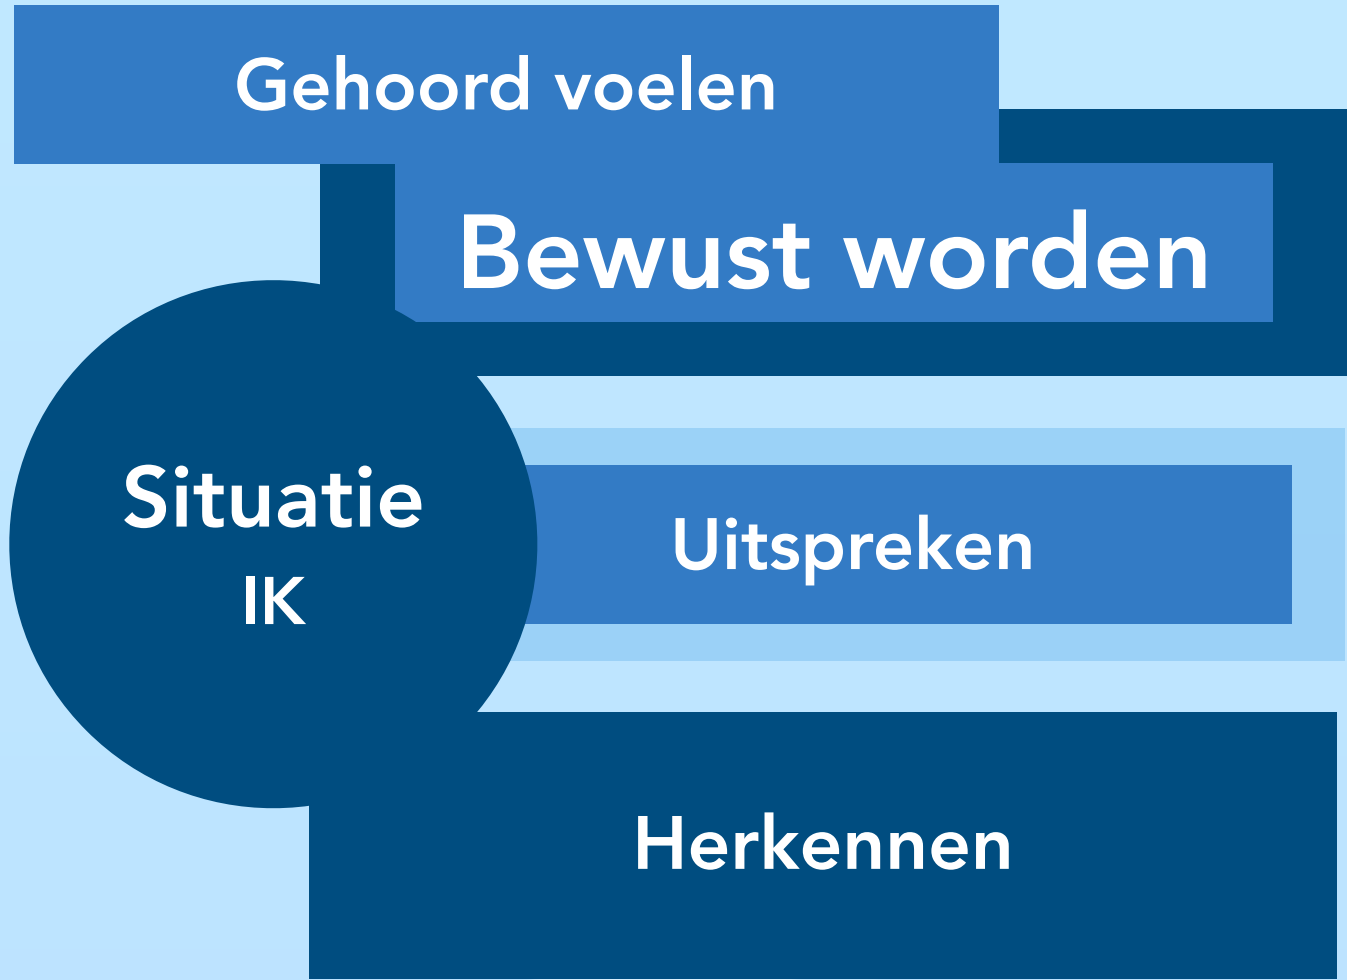 Gehoord voelen
Bewust worden
Situatie
IK
Uitspreken
Herkennen